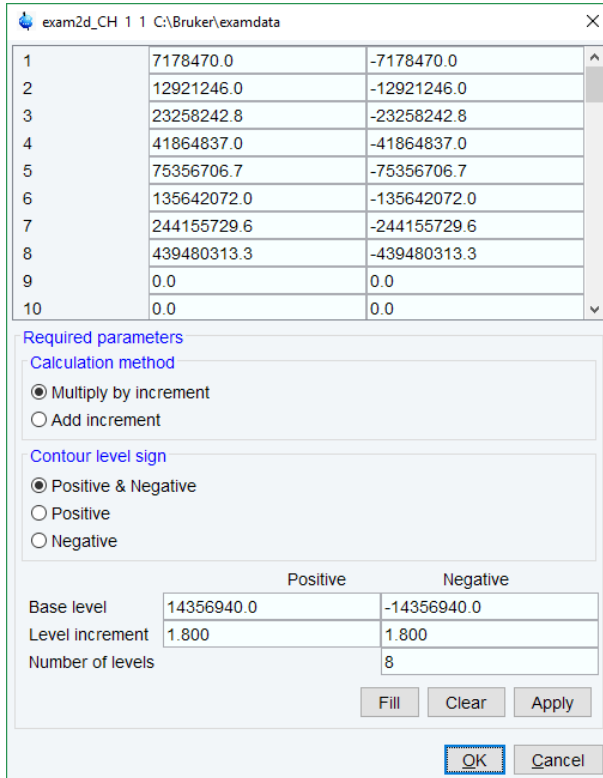 exam2d_CH 1 1 C:\Bruker\examdata
1 7178470.0 -7178470.0
2 12921246.0 -12921246.0
3 23258242.8 -23258242.8
4 41864837.0 -41864837.0
5 75356706.7 -75356706.7
6 135642072.0 -135642072.0
7 244155729.6 -244155729.6
8 439480313.3 -439480313.3
9 0.0 0.0
10 0.0 0.0
Required parameters
Calculation method
Multiply by increment
Add increment
Contour level sign
Positive & Negative
Positive
Negative
Positive Negative
Base level 14356940.0 -14356940.0
Level increment 1.800 1.800
Number of levels 8
Fill Clear Apply
OK Cancel